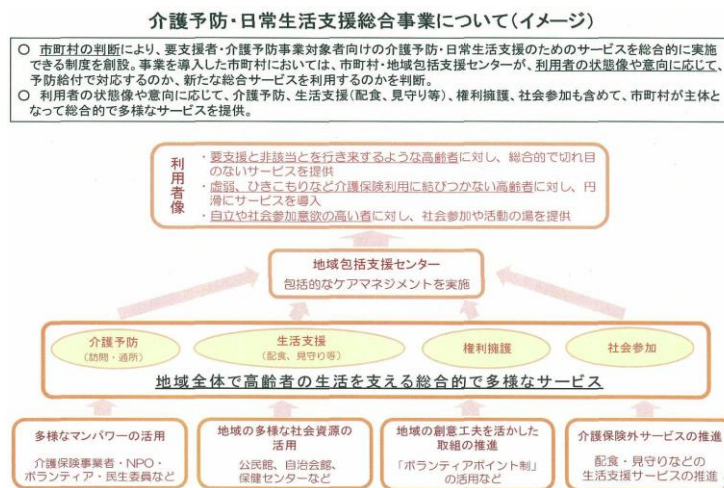 介護予防・日常生活支援総合事業について(イメージ)
○ 市町村の判断により、要支援者・介護予防事業対象者向けの介護予防・日常生活支援のためのサービスを総合的に実施
できる制度を創設。事業を導入した市町村においては、市町村・地域包括支援センターが、利用者の状態像や意向に応じて、
予防給付で対応するのか、新たな総合サービスを利用するのかを判断。
○ 利用者の状態像や意向に応じて、介護予防、生活支援(配食、見守り等)、権利擁護、社会参加も含めて、市町村が主体と
なって総合的で多様なサービスを提供。
利用者像
・要支援と非該当とを行き来するような高齢者に対し、総合的で切れ目
のないサービスを提供
・虚弱、ひきこもりなど介護保険利用に結びつかない高齢者に対し、円
滑にサービスを導入
・自立や社会参加意欲の高い者に対し、社会参加や活動の場を提供
地域包括支援センター
包括的なケアマネジメントを実施
介護予防
(訪問・通所)
生活支援
(配食、見守り等)
権利擁護
社会参加
地域全体で高齢者の生活を支える総合的で多様なサービス
多様なマンパワーの活用
介護保険事業者・NPO・
ボランティア・民生委員など
地域の多様な社会資源の
活用
公民館、自治会館、
保健センターなど
地域の創意工夫を活かした
取組の推進
「ボランティアポイント制」
の活用など
介護保険外サービスの推進
配食・見守りなどの
生活支援サービスの推進